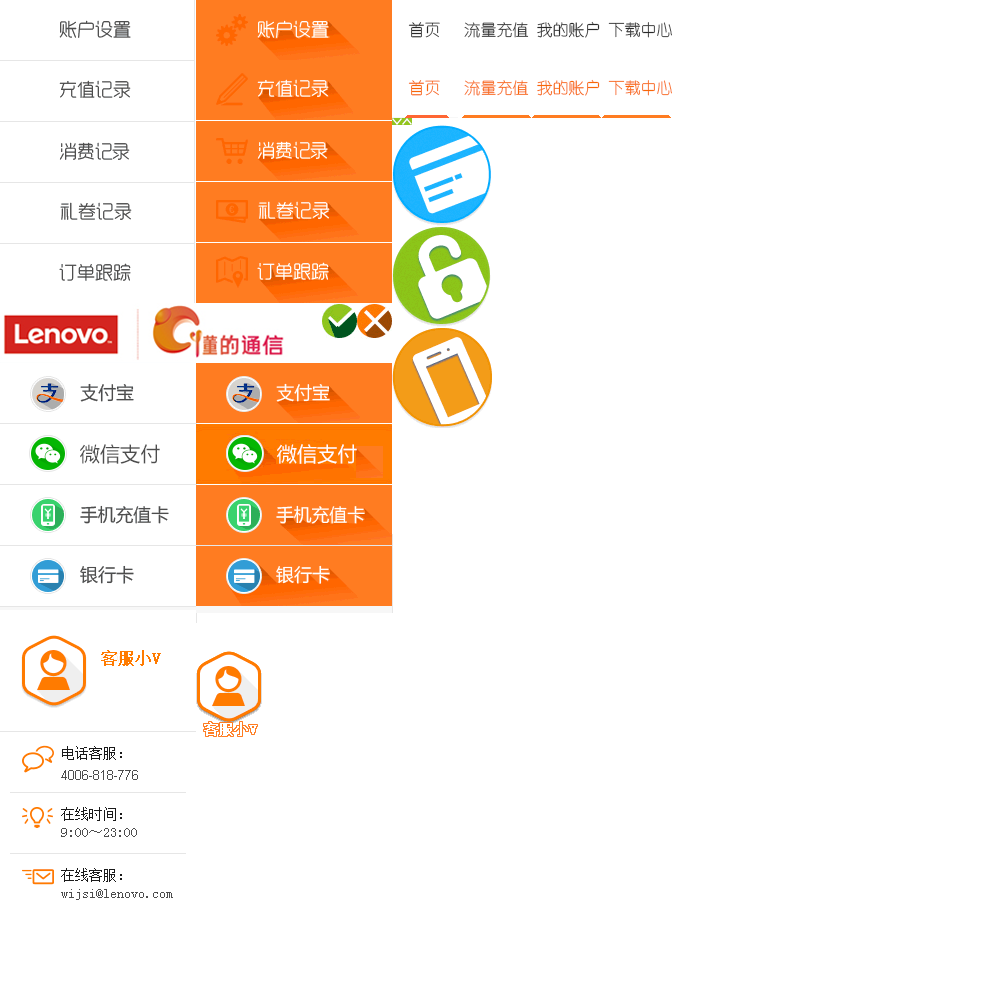 账户设置
账户设置
首页 流量充值 我的账户 下载中心
充值记录
充值记录
首页 流量充值 我的账户 下载中心
消费记录
消费记录
礼卷记录
礼卷记录
订单跟踪
订单跟踪
Lenovo
懂的通信
支付宝
支付宝
微信支付
微信支付
手机充值卡
手机充值卡
银行卡
银行卡
客服小V
客服小V
电话客服：
4006-818-776
在线时间：
9:00～23:00
在线客服：
wijsi@lenovo.com